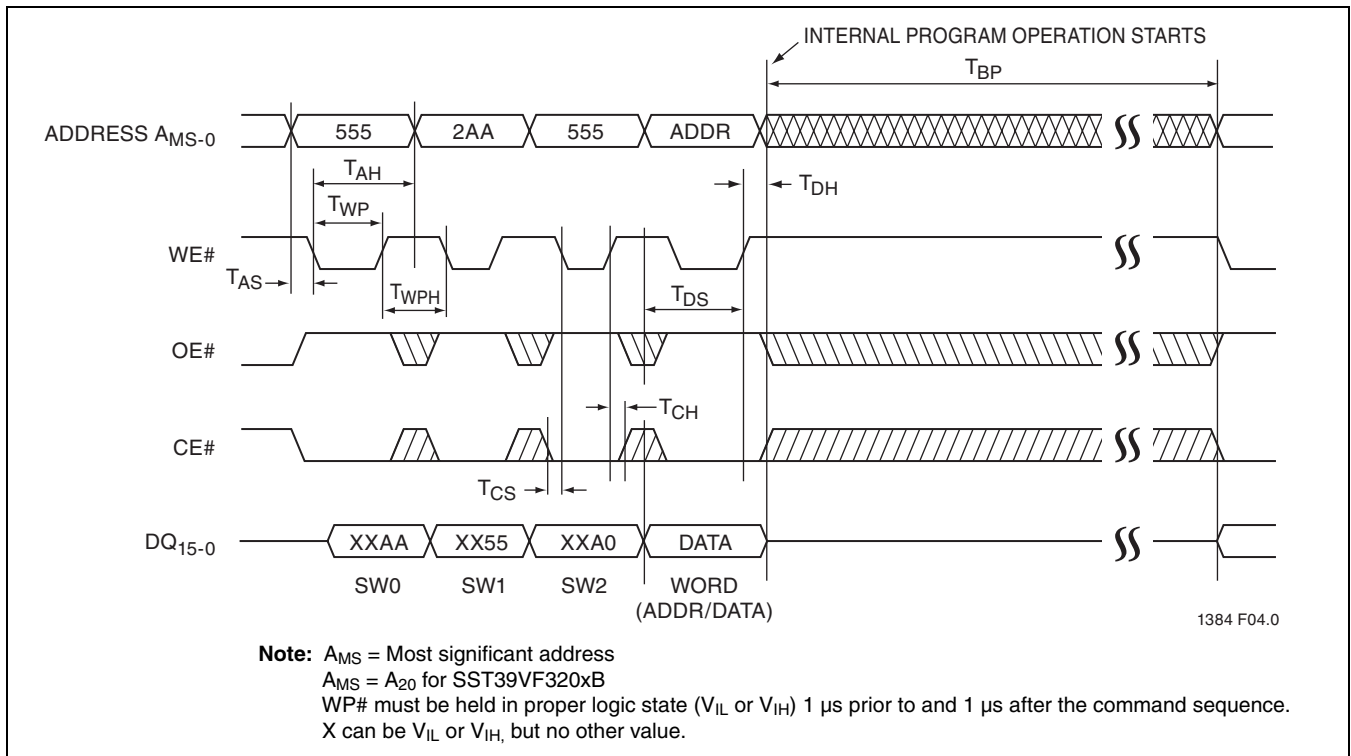 INTERNAL PROGRAM OPERATION STARTS
TBP
ADDRESS AMS-0
555
2AA
555
ADDR
TAH
TDH
TWP
WE#
TAS
TWPH
TDS
OE#
TCH
CE#
TCS
DQ15-0
XXAA
XX55
XXA0
DATA
SW0
SW1
SW2
WORD
(ADDR/DATA)
1384 F04.0
Note: AMS = Most significant address
AMS = A20 for SST39VF320xB
WP# must be held in proper logic state (VIL or VIH) 1 µs prior to and 1 µs after the command sequence.
X can be VIL or VIH, but no other value.